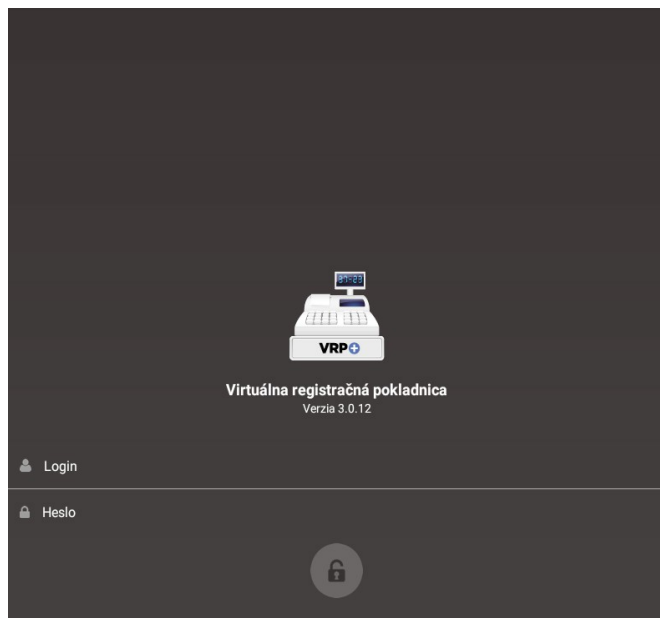 VRP
Virtuálna registračná pokladnica
Verzia 3.0.12
Login
Heslo